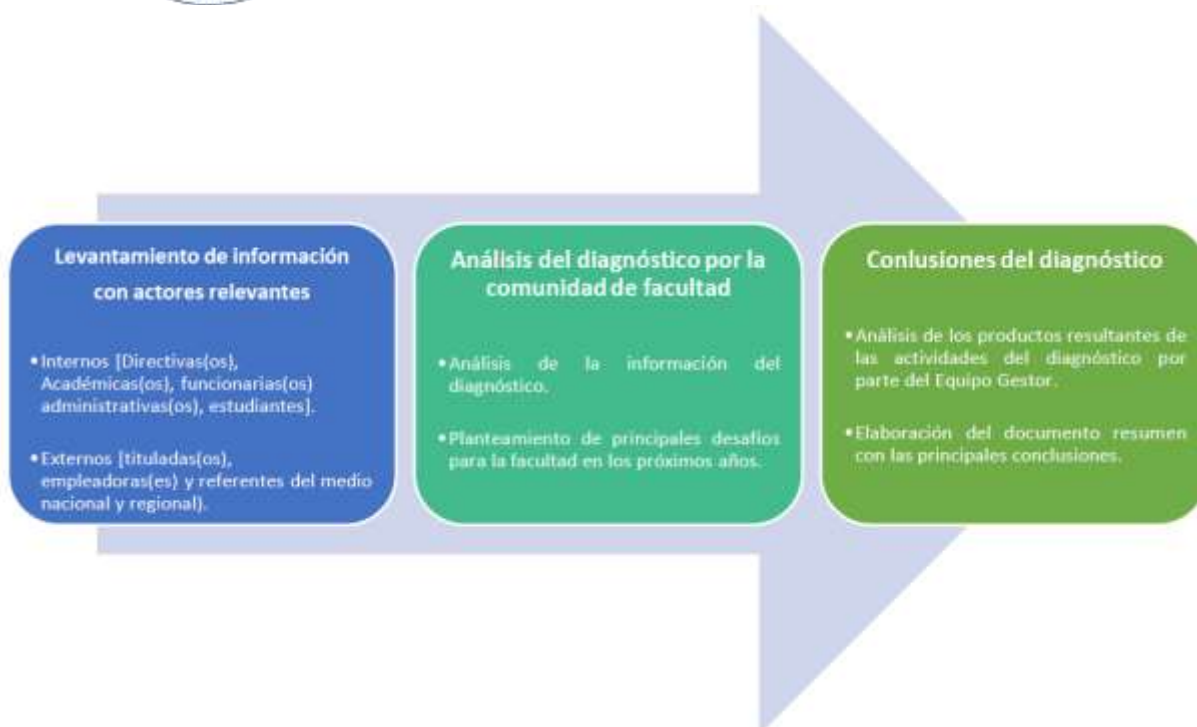 Levantamiento de información
con actores relevantes
•Internos [Directivas(os),
Académicas(os), funcionarias(os)
administrativas(os), estudiantes].
•Externos [tituladas(os),
empleadoras(es) y referentes del medio
nacional y regional).
Análisis del diagnóstico por la
comunidad de facultad
•Análisis de la información del
diagnóstico.
•Planteamiento de principales desafíos
para la facultad en los próximos años.
Conlusiones del diagnóstico
•Análisis de los productos resultantes de
las actividades del diagnóstico por
parte del Equipo Gestor.
•Elaboración del documento resumen
con las principales conclusiones.